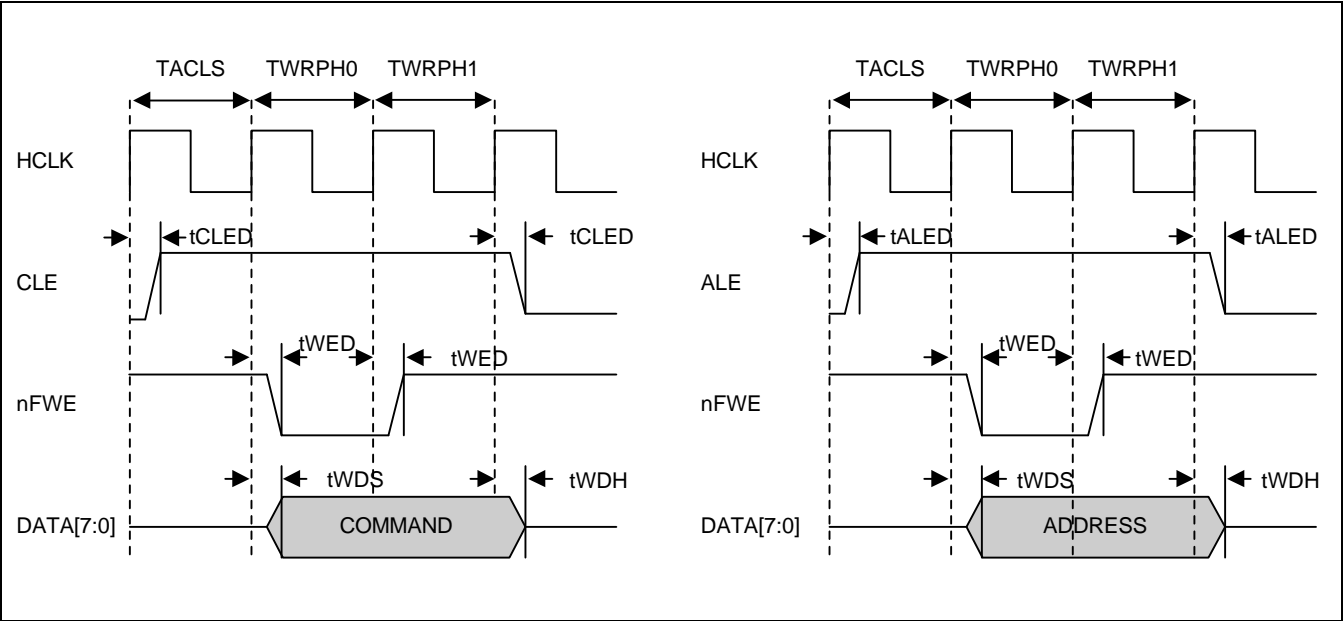 TACLS TWRPH0 TWRPH1
HCLK
tCLED tCLED
CLE
tWED tWED
nFWE
tWDS tWDH
DATA[7:0] COMMAND
TACLS TWRPH0 TWRPH1
HCLK
tALED tALED
ALE
tWED tWED
nFWE
tWDS tWDH
DATA[7:0] ADDRESS